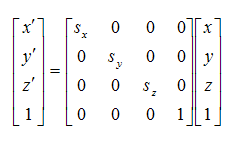 [x'] = [s_x 0 0 0] [x]
[y'] = [0 s_y 0 0] [y]
[z'] = [0 0 s_z 0] [z]
[1] = [0 0 0 1] [1]